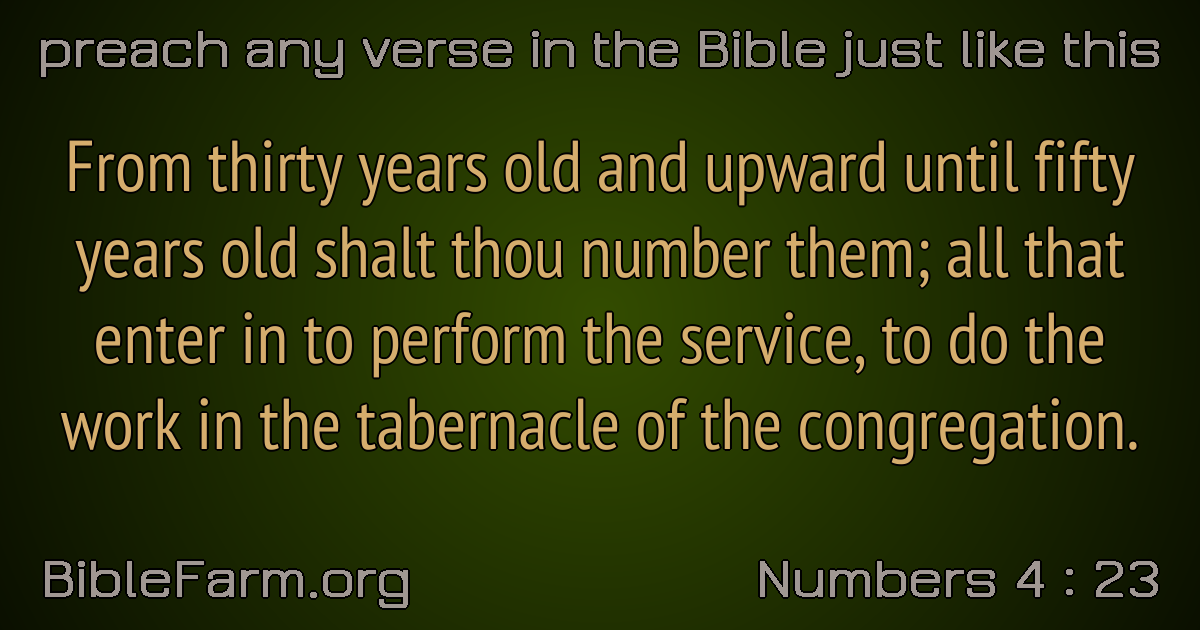 preach any verse in the Bible just like this
From thirty years old and upward until fifty
years old shalt thou number them; all that
enter in to perform the service, to do the
work in the tabernacle of the congregation.
BibleFarm.org
Numbers 4 : 23